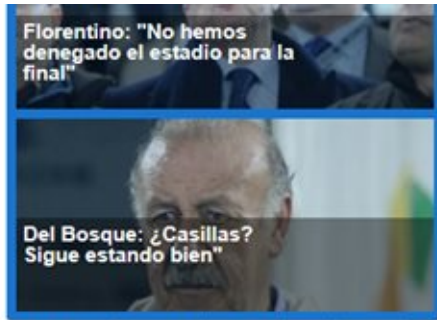 Florentino: "No hemos
denegado el estadio para la
final"
Del Bosque: ¿Casillas?
Sigue estando bien"